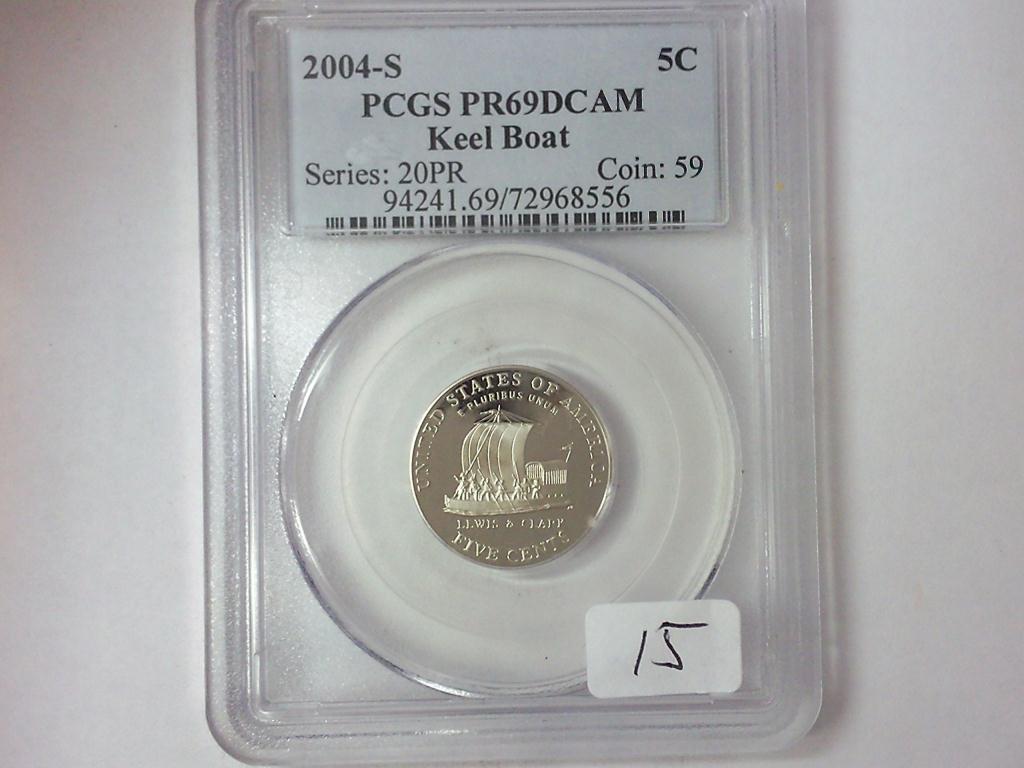 2004-S 5C
PCGS PR69DCAM
Keel Boat
Series: 20PR Coin: 59
94241.69/72968556
UNITED STATES OF AMERICA
E PLURIBUS UNUM
LEWIS & CLARK
FIVE CENTS
15